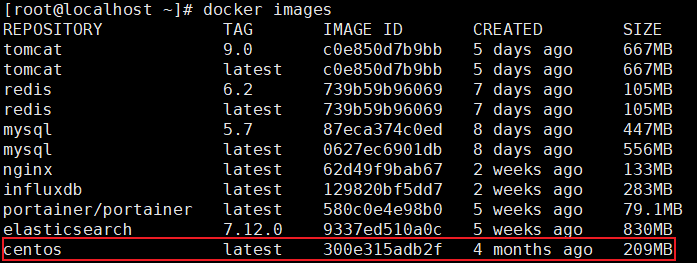 [root@localhost ~]# docker images
REPOSITORY TAG IMAGE ID CREATED SIZE
tomcat 9.0 c0e850d7b9bb 5 days ago 667MB
tomcat latest c0e850d7b9bb 5 days ago 667MB
redis 6.2 739b59b96069 7 days ago 105MB
redis latest 739b59b96069 7 days ago 105MB
mysql 5.7 87eca374c0ed 8 days ago 447MB
mysql latest 0627ec6901db 8 days ago 556MB
nginx latest 62d49f9bab67 2 weeks ago 133MB
influxdb latest 129820bf5dd7 2 weeks ago 283MB
portainer/portainer latest 580c0e4e98b0 5 weeks ago 79.1MB
elasticsearch 7.12.0 9337ed510a0c 5 weeks ago 830MB
centos latest 300e315adb2f 4 months ago 209MB